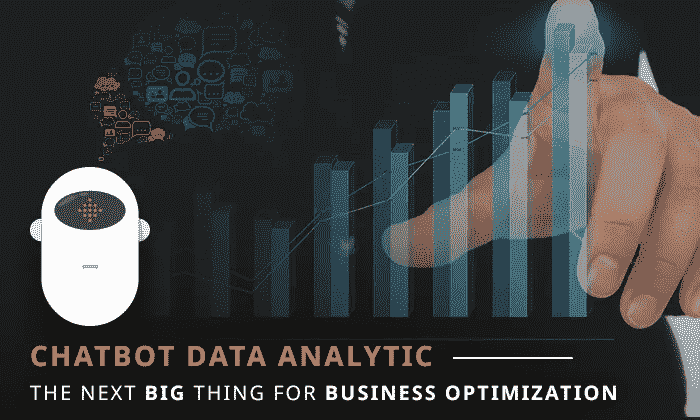 CHATBOT DATA ANALYTIC
THE NEXT BIG THING FOR BUSINESS OPTIMIZATION